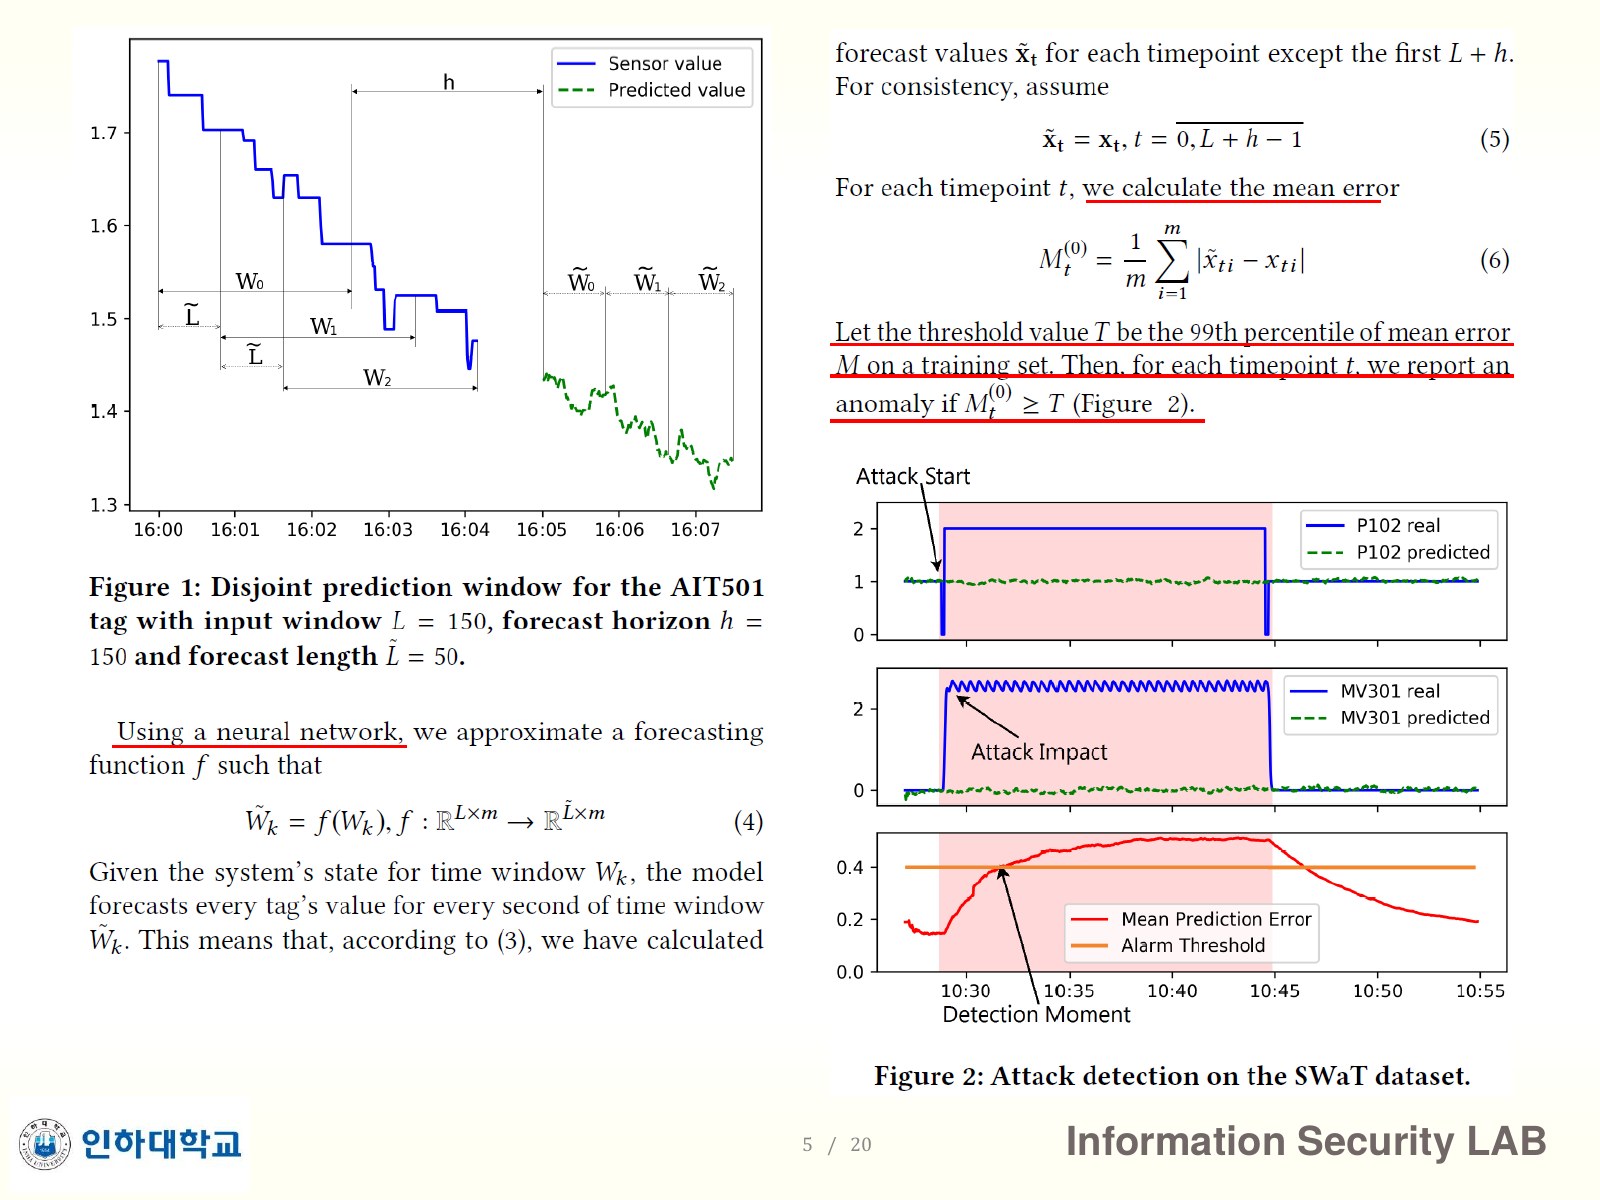 Sensor value
Predicted value
h
W₀
L̃
W₁
L̃
W₂
W̃₀
W̃₁
W̃₂
1.7
1.6
1.5
1.4
1.3
16:00 16:01 16:02 16:03 16:04 16:05 16:06 16:07
Figure 1: Disjoint prediction window for the AIT501
tag with input window L = 150, forecast horizon h =
150 and forecast length L̃ = 50.
Using a neural network, we approximate a forecasting
function f such that
W̃ₖ = f(Wₖ), f : ℝ^{L×m} → ℝ^{L̃×m} (4)
Given the system's state for time window Wₖ, the model
forecasts every tag's value for every second of time window
W̃ₖ. This means that, according to (3), we have calculated
forecast values x̃ₜ for each timepoint except the first L + h.
For consistency, assume
x̃ₜ = xₜ, t = \overline{0, L + h − 1} (5)
For each timepoint t, we calculate the mean error
M_t^{(0)} = \frac{1}{m} \sum_{i=1}^{m} |x̃_{ti} − x_{ti}| (6)
Let the threshold value T be the 99th percentile of mean error
M on a training set. Then, for each timepoint t, we report an
anomaly if M_t^{(0)} ≥ T (Figure 2).
Attack Start
P102 real
P102 predicted
2
1
0
MV301 real
MV301 predicted
2
0
Attack Impact
0.4
0.2
0.0
Mean Prediction Error
Alarm Threshold
10:30 10:35 10:40 10:45 10:50 10:55
Detection Moment
Figure 2: Attack detection on the SWaT dataset.
인하대학교
5 / 20
Information Security LAB